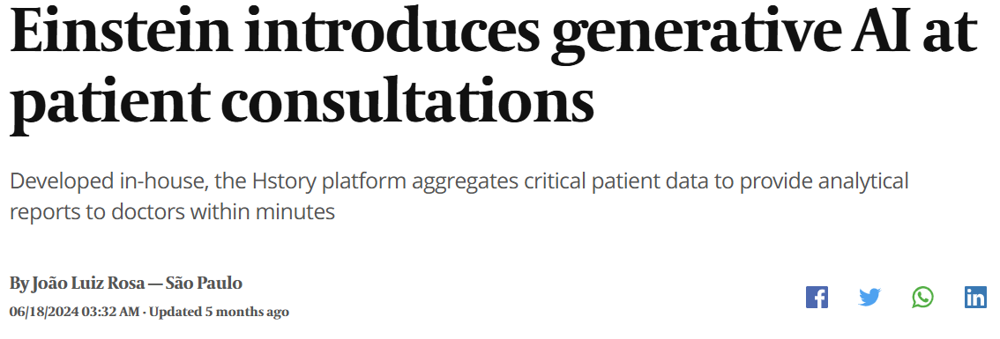 Einstein introduces generative AI at
patient consultations
Developed in-house, the Hstory platform aggregates critical patient data to provide analytical
reports to doctors within minutes
By João Luiz Rosa — São Paulo
06/18/2024 03:32 AM · Updated 5 months ago